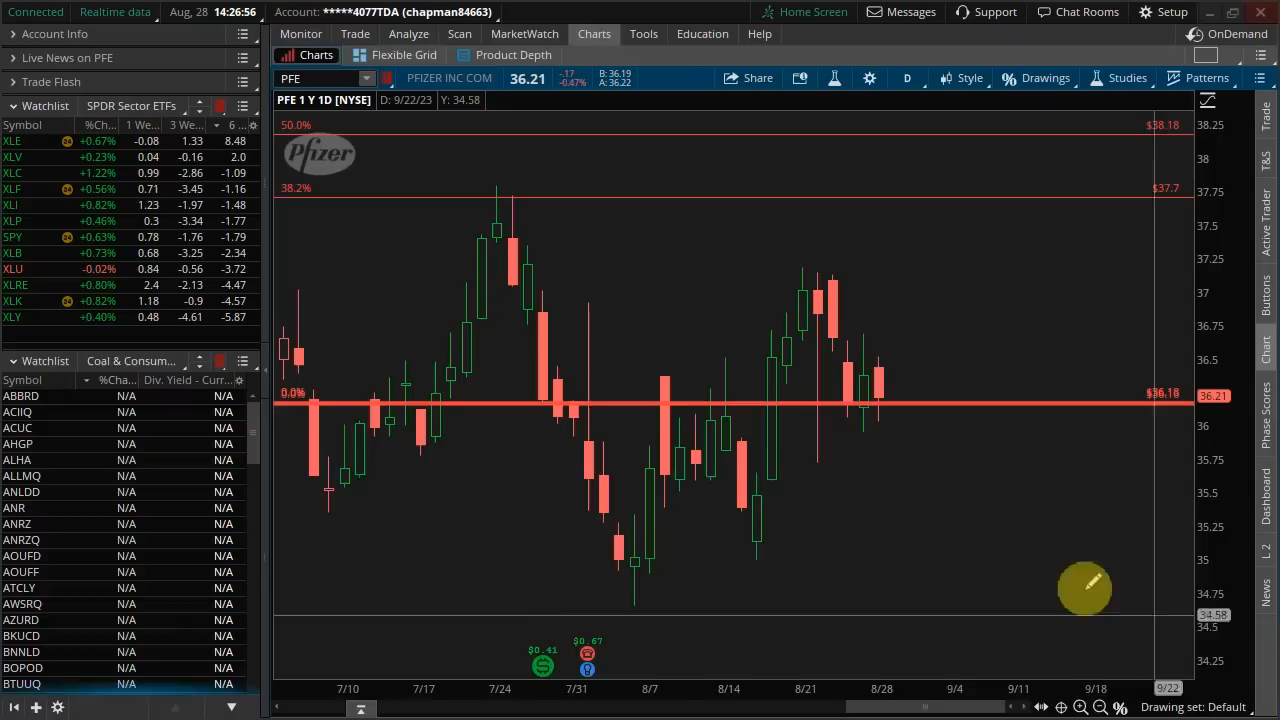 Connected Realtime data Aug, 28 14:26:56 Account: *****4077TDA (chapman84663) Home Screen Messages Support Chat Rooms Setup
Account Info
Live News on PFE
Trade Flash
Monitor Trade Analyze Scan MarketWatch Charts Tools Education Help OnDemand
Charts Flexible Grid Product Depth
PFE PFIZER INC COM 36.21 -.17 -0.47% B: 36.19 A: 36.22 Share D Style Drawings Studies Patterns
PFE 1 Y 1D [NYSE] D: 9/22/23 Y: 34.58
Watchlist SPDR Sector ETFs
Symbol %Ch... 1 We... 3 We... 6 ...
XLE 24 +0.67% -0.08 1.33 8.48
XLV +0.23% 0.04 -0.16 2.0
XLC +1.22% 0.99 -2.86 -1.09
XLF 24 +0.56% 0.71 -3.45 -1.16
XLI +0.82% 1.23 -1.97 -1.48
XLP +0.46% 0.3 -3.34 -1.77
SPY 24 +0.63% 0.78 -1.76 -1.79
XLB +0.73% 0.68 -3.25 -2.34
XLU -0.02% 0.84 -0.56 -3.72
XLRE +0.80% 2.4 -2.13 -4.47
XLK 24 +0.82% 1.18 -0.9 -4.57
XLY +0.40% 0.48 -4.61 -5.87
Watchlist Coal & Consum...
Symbol %Cha... Div. Yield - Curr...
ABBRD N/A N/A
ACIIQ N/A N/A
ACUC N/A N/A
AHGP N/A N/A
ALHA N/A N/A
ALLMQ N/A N/A
ANLDD N/A N/A
ANR N/A N/A
ANRZ N/A N/A
ANRZQ N/A N/A
AOUFD N/A N/A
AOUFF N/A N/A
ATCLY N/A N/A
AWSRQ N/A N/A
AZURD N/A N/A
BKUCD N/A N/A
BNNLD N/A N/A
BOPOD N/A N/A
BTUUQ N/A N/A
50.0% $38.18
Pfizer
38.2% $37.7
0.0% $36.18
38.25
38
37.75
37.5
37.25
37
36.75
36.5
36.21
36
35.75
35.5
35.25
35
34.75
34.58
34.5
34.25
$0.41 $0.67
7/10 7/17 7/24 7/31 8/7 8/14 8/21 8/28 9/4 9/11 9/18 9/22
Drawing set: Default
Trade
T&S
Active Trader
Buttons
Chart
Phase Scores
Dashboard
L 2
News